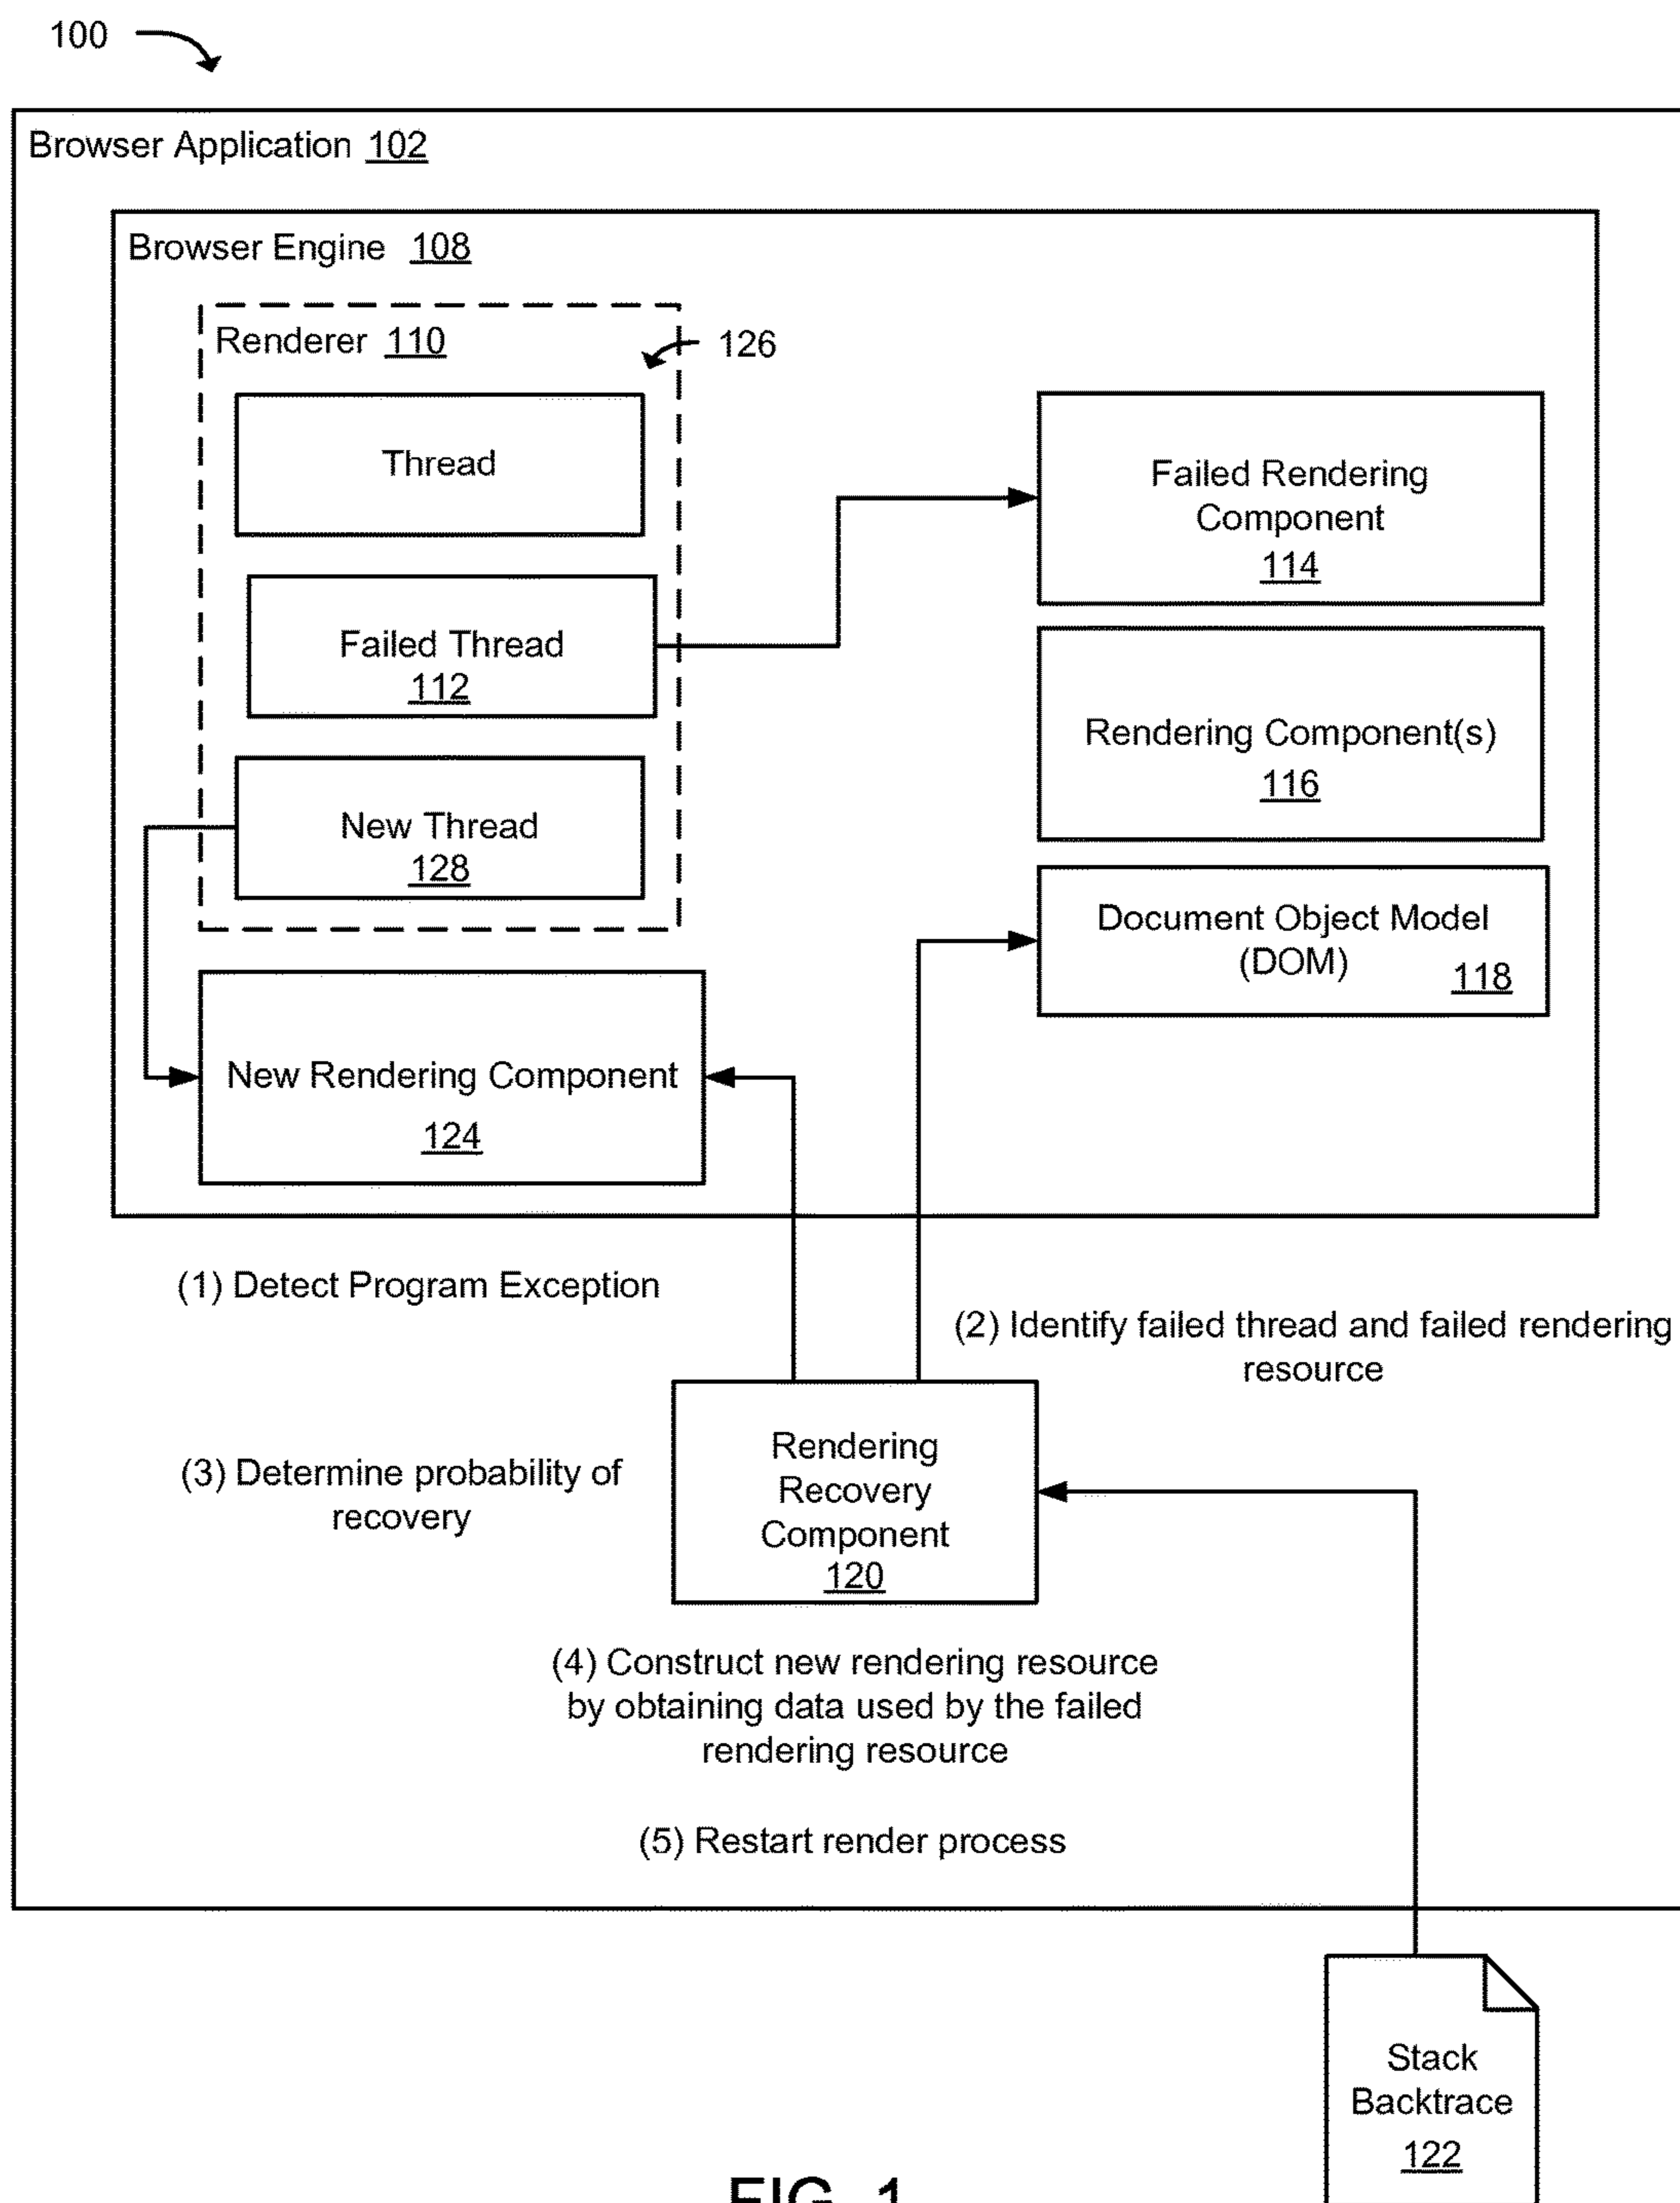 100
Browser Application 102
Browser Engine 108
Renderer 110
126
Thread
Failed Thread
112
New Thread
128
New Rendering Component
124
Failed Rendering
Component
114
Rendering Component(s)
116
Document Object Model
(DOM)
118
(1) Detect Program Exception
(2) Identify failed thread and failed rendering
resource
(3) Determine probability of
recovery
Rendering
Recovery
Component
120
(4) Construct new rendering resource
by obtaining data used by the failed
rendering resource
(5) Restart render process
Stack
Backtrace
122
FIG. 1